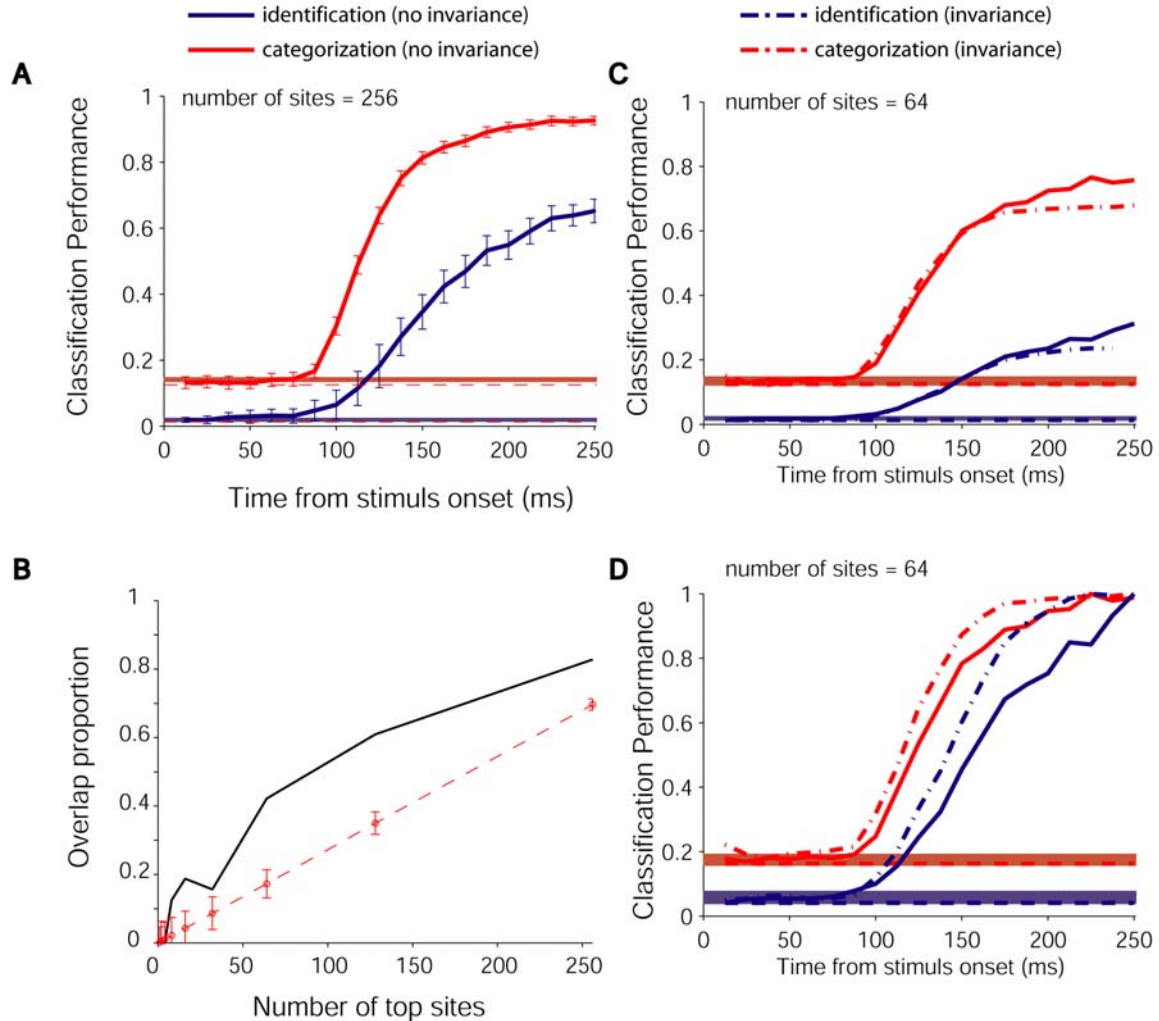 identification (no invariance)
categorization (no invariance)
identification (invariance)
categorization (invariance)
A
number of sites = 256
Classification Performance
1
0.8
0.6
0.4
0.2
0
0 50 100 150 200 250
Time from stimuls onset (ms)
C
number of sites = 64
Classification Performance
1
0.8
0.6
0.4
0.2
0
0 50 100 150 200 250
Time from stimuls onset (ms)
B
Overlap proportion
1
0.8
0.6
0.4
0.2
0
0 50 100 150 200 250
Number of top sites
D
number of sites = 64
Classification Performance
1
0.8
0.6
0.4
0.2
0
0 50 100 150 200 250
Time from stimuls onset (ms)